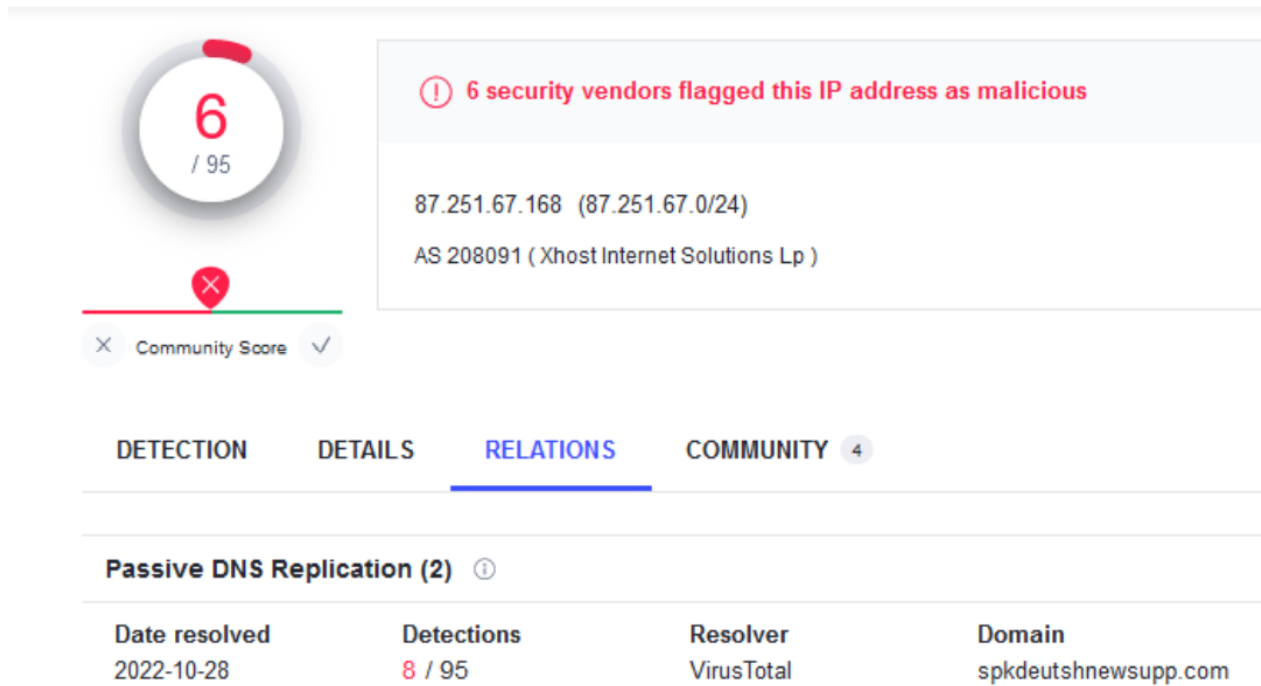 6
/ 95
6 security vendors flagged this IP address as malicious
87.251.67.168 (87.251.67.0/24)
AS 208091 ( Xhost Internet Solutions Lp )
Community Score
DETECTION DETAILS RELATIONS COMMUNITY 4
Passive DNS Replication (2)
Date resolved Detections Resolver Domain
2022-10-28 8 / 95 VirusTotal spkdeutshnewsupp.com